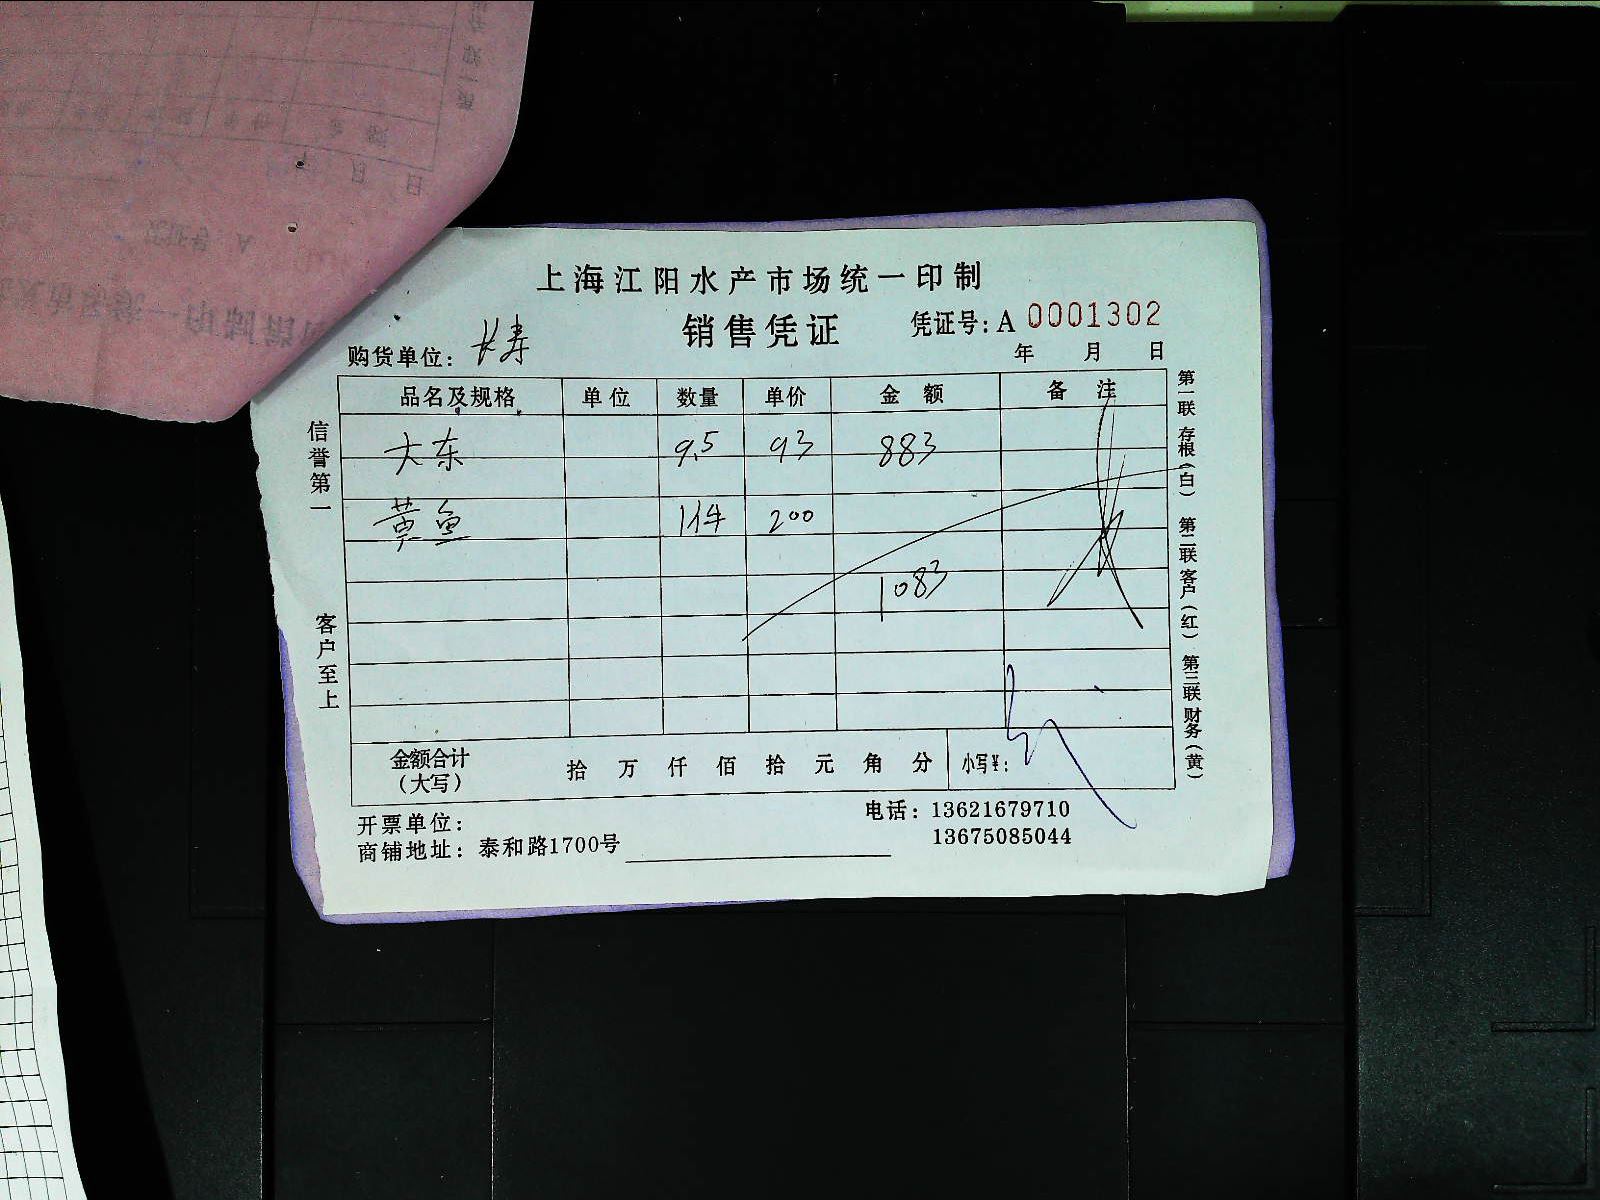 上海江阳水产市场统一印制
销售凭证
凭证号: A 0001302
购货单位: 长寿
年 月 日
品名及规格 单位 数量 单价 金额 备注
大东 9.5 93 883
黄鱼 1件 200
1083
金额合计(大写) 拾 万 仟 佰 拾 元 角 分 小写¥:
开票单位:
电话: 13621679710
13675085044
商铺地址: 泰和路1700号
信誉第一
客户至上
第一联存根(白) 第二联客户(红) 第三联财务(黄)